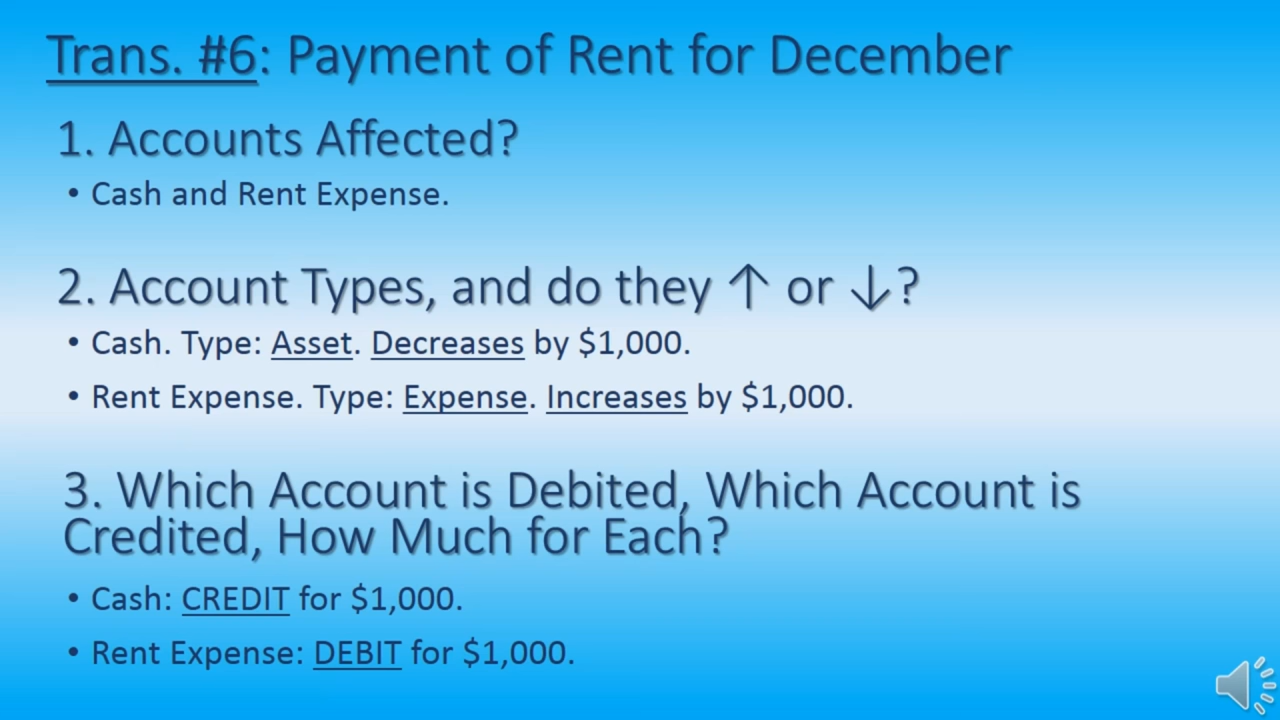 Trans. #6: Payment of Rent for December
1. Accounts Affected?
• Cash and Rent Expense.
2. Account Types, and do they ↑ or ↓?
• Cash. Type: Asset. Decreases by $1,000.
• Rent Expense. Type: Expense. Increases by $1,000.
3. Which Account is Debited, Which Account is
Credited, How Much for Each?
• Cash: CREDIT for $1,000.
• Rent Expense: DEBIT for $1,000.